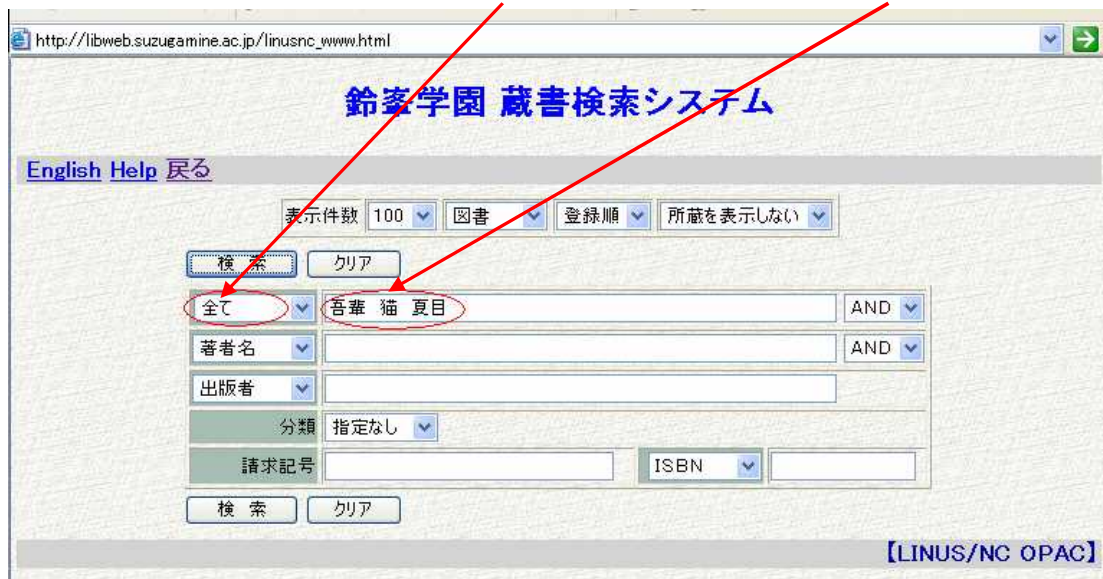 http://libweb.suzugamine.ac.jp/linusnc_www.html
鈴峯学園 蔵書検索システム
English Help 戻る
表示件数 100 図書 登録順 所蔵を表示しない
検 索 クリア
全て 吾輩 猫 夏目 AND
著者名 AND
出版者
分類 指定なし
請求記号 ISBN
検 索 クリア
【LINUS/NC OPAC】